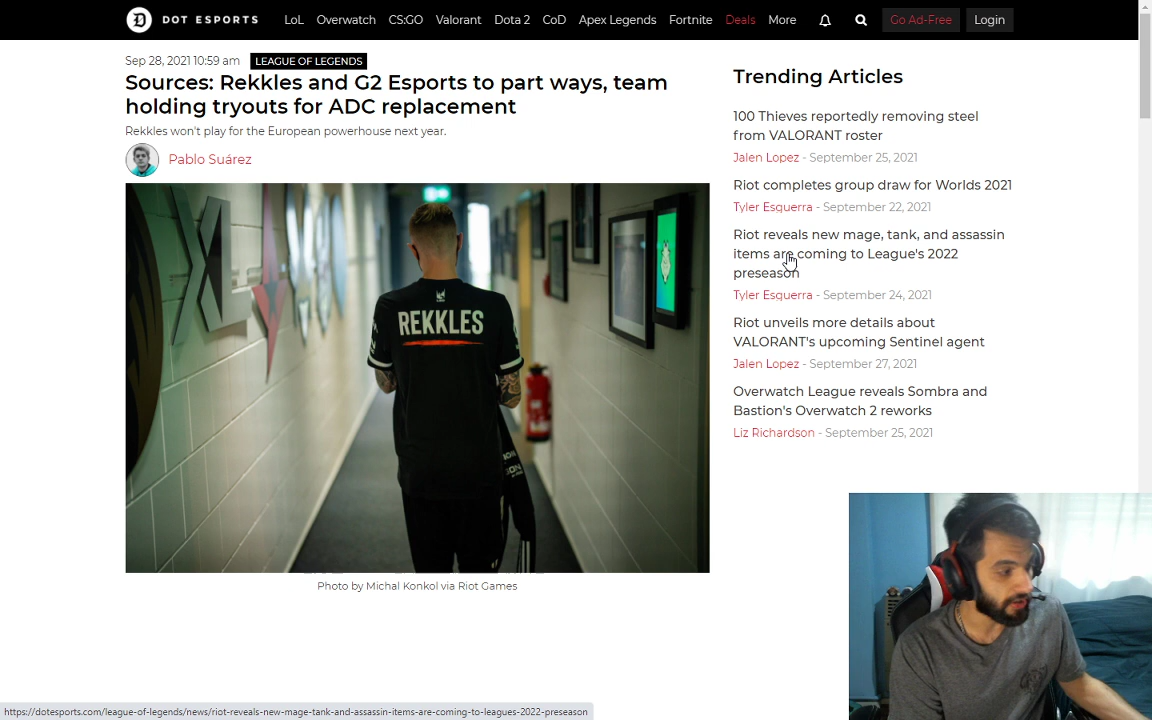 DOT ESPORTS
LoL Overwatch CS:GO Valorant Dota 2 CoD Apex Legends Fortnite Deals More Go Ad-Free Login
Sep 28, 2021 10:59 am LEAGUE OF LEGENDS
Sources: Rekkles and G2 Esports to part ways, team
holding tryouts for ADC replacement
Rekkles won't play for the European powerhouse next year.
Pablo Suárez
REKKLES
Photo by Michal Konkol via Riot Games
Trending Articles
100 Thieves reportedly removing steel
from VALORANT roster
Jalen Lopez - September 25, 2021
Riot completes group draw for Worlds 2021
Tyler Esguerra - September 22, 2021
Riot reveals new mage, tank, and assassin
items are coming to League's 2022
preseason
Tyler Esguerra - September 24, 2021
Riot unveils more details about
VALORANT's upcoming Sentinel agent
Jalen Lopez - September 27, 2021
Overwatch League reveals Sombra and
Bastion's Overwatch 2 reworks
Liz Richardson - September 25, 2021
https://dotesports.com/league-of-legends/news/riot-reveals-new-mage-tank-and-assassin-items-are-coming-to-leagues-2022-preseason